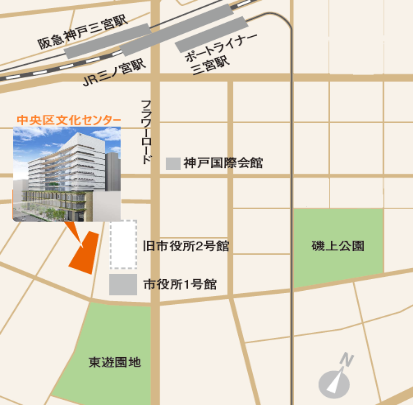 阪急神戸三宮駅
JR三ノ宮駅
ポートライナー
三宮駅
フラワーロード
中央区文化センター
神戸国際会館
旧市役所2号館
磯上公園
市役所1号館
東遊園地
N